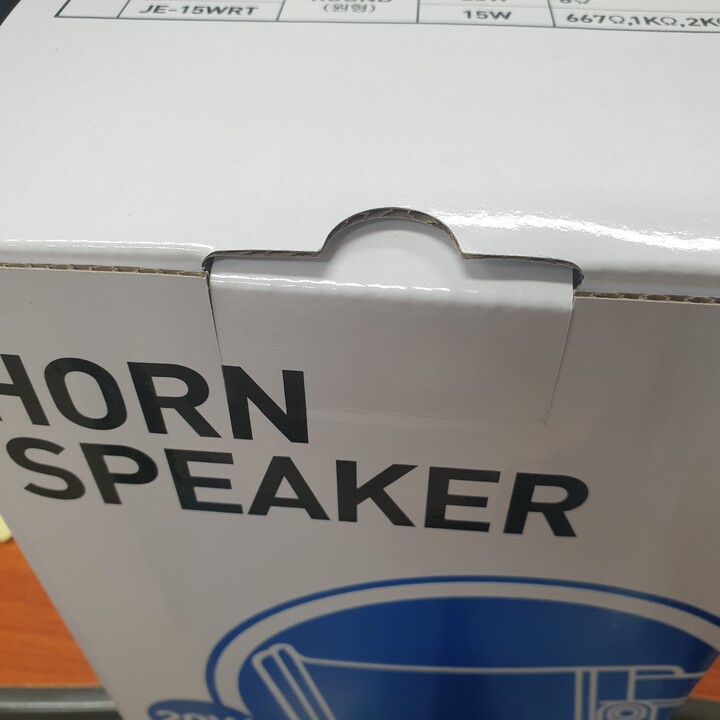 JE-15WRT
(원형)
15W
667Ω,1KΩ,2K
HORN
SPEAKER